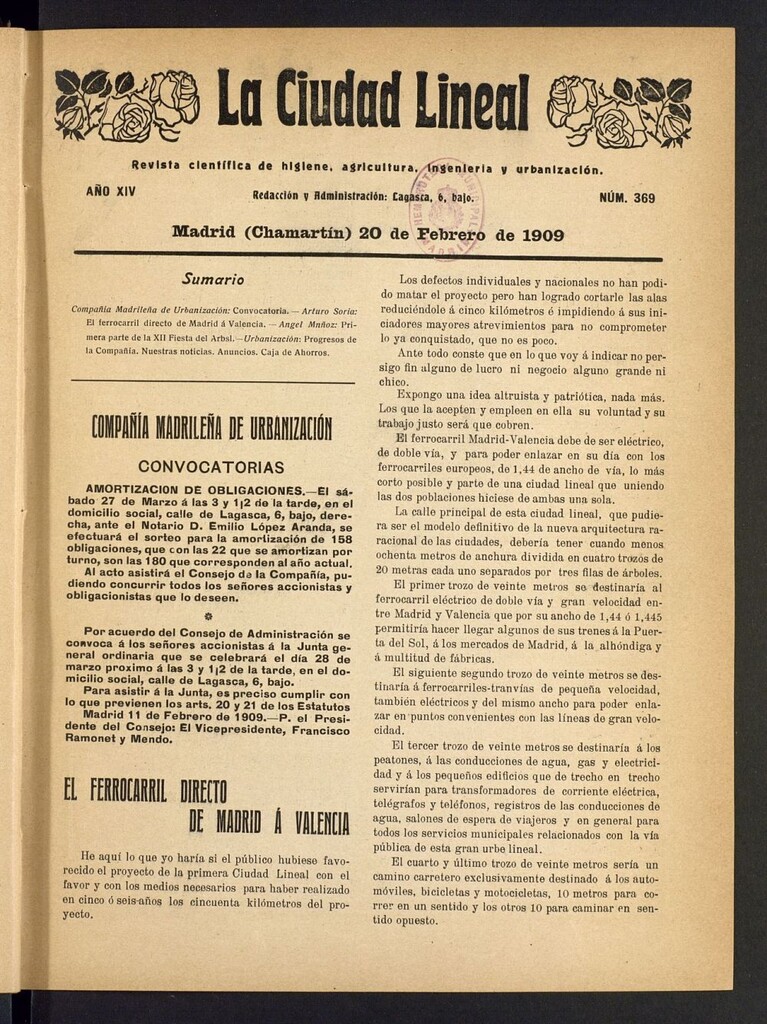 La Ciudad Lineal
Revista científica de higiene, agricultura, ingeniería y urbanización.
AÑO XIV
Redacción y Administración: Lagasca, 6, bajo.
NÚM. 369
Madrid (Chamartín) 20 de Febrero de 1909
Sumario
Compañía Madrileña de Urbanización: Convocatoria.—Arturo Soria:
El ferrocarril directo de Madrid á Valencia.—Angel Muñoz: Pri-
mera parte de la XII Fiesta del Arbol.—Urbanización: Progresos de
la Compañía. Nuestras noticias. Anuncios. Caja de Ahorros.
COMPAÑÍA MADRILEÑA DE URBANIZACIÓN
CONVOCATORIAS
AMORTIZACION DE OBLIGACIONES.—El sá-
bado 27 de Marzo á las 3 y 1|2 de la tarde, en el
domicilio social, calle de Lagasca, 6, bajo, dere-
cha, ante el Notario D. Emilio López Aranda, se
efectuará el sorteo para la amortización de 158
obligaciones, que con las 22 que se amortizan por
turno, son las 180 que corresponden al año actual.
Al acto asistirá el Consejo de la Compañía, pu-
diendo concurrir todos los señores accionistas y
obligacionistas que lo deseen.
Por acuerdo del Consejo de Administración se
convoca á los señores accionistas á la Junta ge-
neral ordinaria que se celebrará el día 28 de
marzo proximo á las 3 y 1|2 de la tarde, en el do-
micilio social, calle de Lagasca, 6, bajo.
Para asistir á la Junta, es preciso cumplir con
lo que previenen los arts. 20 y 21 de los Estatutos
Madrid 11 de Febrero de 1909.—P. el Presi-
dente del Consejo: El Vicepresidente, Francisco
Ramonet y Mendo.
EL FERROCARRIL DIRECTO
DE MADRID Á VALENCIA
He aquí lo que yo haría si el público hubiese favo-
recido el proyecto de la primera Ciudad Lineal con el
favor y con los medios necesarios para haber realizado
en cinco ó seis años los cincuenta kilómetros del pro-
yecto.
Los defectos individuales y nacionales no han podi-
do matar el proyecto pero han logrado cortarle las alas
reduciéndole á cinco kilómetros é impidiendo á sus ini-
ciadores mayores atrevimientos para no comprometer
lo ya conquistado, que no es poco.
Ante todo conste que en lo que voy á indicar no per-
sigo fin alguno de lucro ni negocio alguno grande ni
chico.
Expongo una idea altruista y patriótica, nada más.
Los que la acepten y empleen en ella su voluntad y su
trabajo justo será que cobren.
El ferrocarril Madrid-Valencia debe de ser eléctrico,
de doble vía, y para poder enlazar en su día con los
ferrocarriles europeos, de 1,44 de ancho de vía, lo más
corto posible y parte de una ciudad lineal que uniendo
las dos poblaciones hiciese de ambas una sola.
La calle principal de esta ciudad lineal, que pudie-
ra ser el modelo definitivo de la nueva arquitectura ra-
racional de las ciudades, debería tener cuando menos
ochenta metros de anchura dividida en cuatro trozos de
20 metras cada uno separados por tres filas de árboles.
El primer trozo de veinte metros se destinaría al
ferrocarril eléctrico de doble vía y gran velocidad en-
tre Madrid y Valencia que por su ancho de 1,44 ó 1,445
permitiría hacer llegar algunos de sus trenes á la Puer-
ta del Sol, á los mercados de Madrid, á la alhóndiga y
á multitud de fábricas.
El siguiente segundo trozo de veinte metros se des-
tinaría á ferrocarriles-tranvías de pequeña velocidad,
también eléctricos y del mismo ancho para poder enla-
zar en puntos convenientes con las líneas de gran velo-
cidad.
El tercer trozo de veinte metros se destinaría á los
peatones, á las conducciones de agua, gas y electrici-
dad y á los pequeños edificios que de trecho en trecho
servirían para transformadores de corriente eléctrica,
telégrafos y teléfonos, registros de las conducciones de
agua, salones de espera de viajeros y en general para
todos los servicios municipales relacionados con la vía
pública de esta gran urbe lineal.
El cuarto y último trozo de veinte metros sería un
camino carretero exclusivamente destinado á los auto-
móviles, bicicletas y motocicletas, 10 metros para co-
rrer en un sentido y los otros 10 para caminar en sen-
tido opuesto.